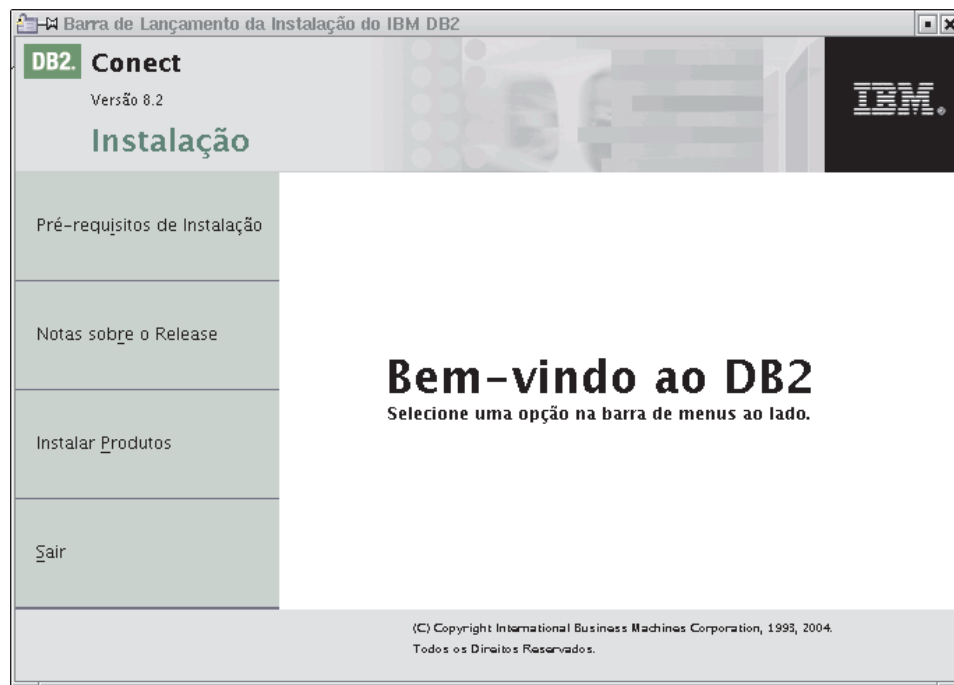 Barra de Lançamento da Instalação do IBM DB2
DB2. Conect
Versão 8.2
Instalação
IBM.
Pré-requisitos de Instalação
Notas sobre o Release
Instalar Produtos
Sair
Bem-vindo ao DB2
Selecione uma opção na barra de menus ao lado.
(C) Copyright International Business Machines Corporation, 1993, 2004.
Todos os Direitos Reservados.